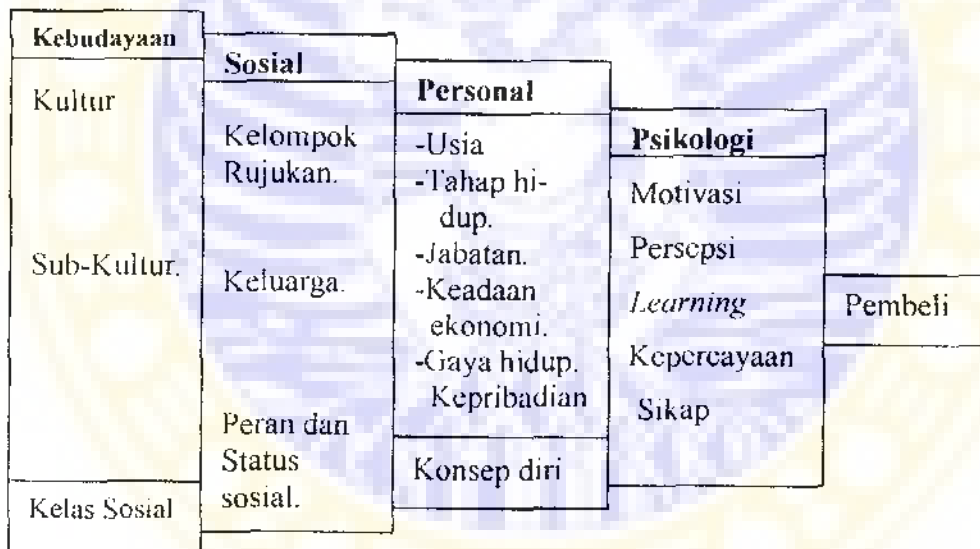 Kebudayaan
Kultur
Sub-Kultur.
Kelas Sosial
Sosial
Kelompok
Rujukan.
Keluarga.
Peran dan
Status
sosial.
Personal
-Usia
-Tahap hi-
dup.
-Jabatan.
-Keadaan
ekonomi.
-Gaya hidup.
Kepribadian
Konsep diri
Psikologi
Motivasi
Persepsi
Learning
Kepercayaan
Sikap
Pembeli